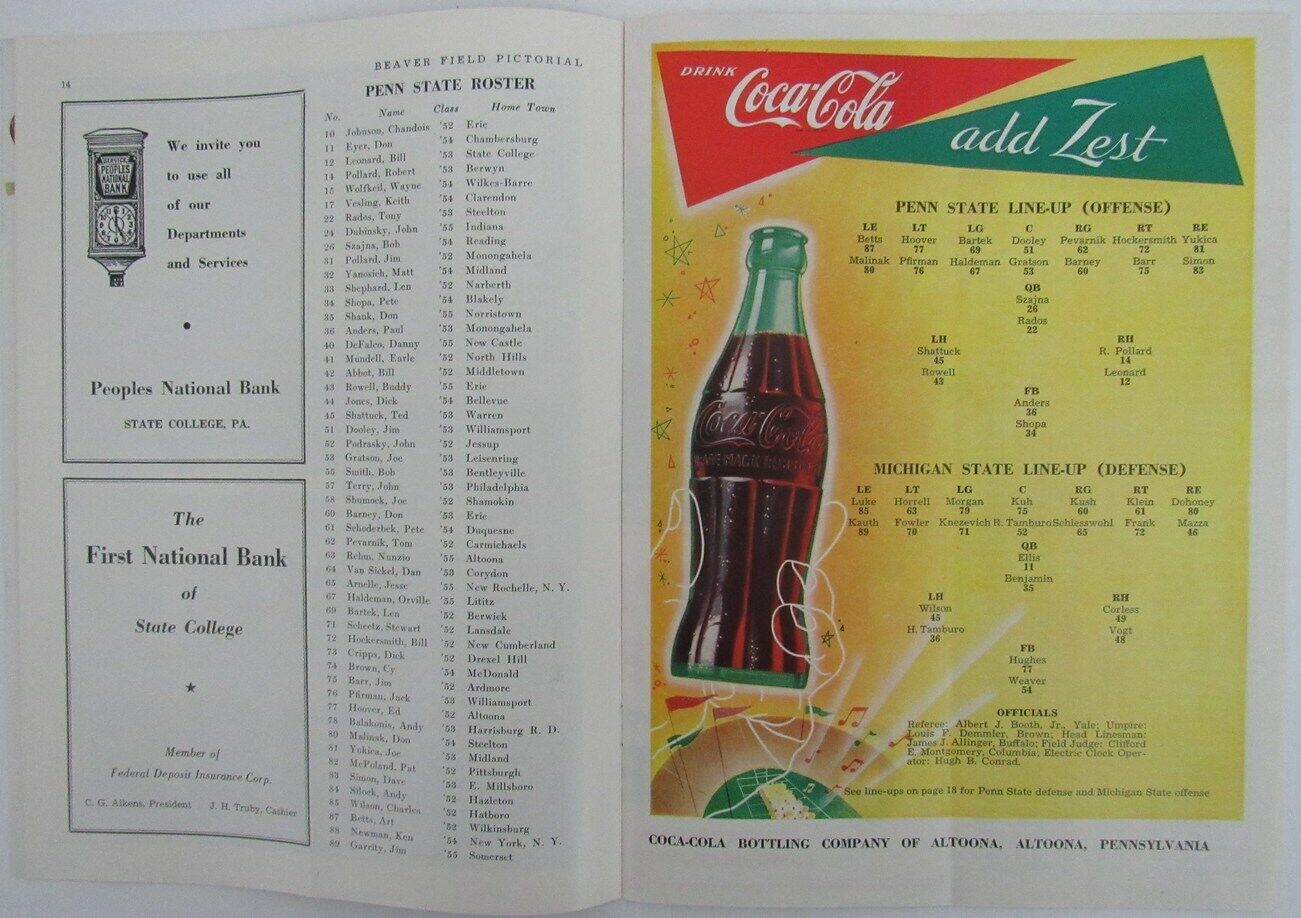 14
BEAVER FIELD PICTORIAL
SERVICE
PEOPLES
NATIONAL
BANK
We invite you
to use all
of our
Departments
and Services
Peoples National Bank
STATE COLLEGE, PA.
The
First National Bank
of
State College
Member of
Federal Deposit Insurance Corp.
C. G. Aikens, President J. H. Truby, Cashier
PENN STATE ROSTER
No. Name Class Home Town
10 Johnson, Chandois '52 Erie
11 Eyer, Don '54 Chambersburg
12 Leonard, Bill '53 State College
14 Pollard, Robert '53 Berwyn
15 Wolfkeil, Wayne '54 Wilkes-Barre
17 Vesling, Keith '54 Clarendon
22 Rados, Tony '53 Steelton
24 Dubinsky, John '55 Indiana
26 Szajna, Bob '54 Reading
31 Pollard, Jim '52 Monongahela
32 Yanosich, Matt '54 Midland
33 Shephard, Len '52 Narberth
34 Shopa, Pete '54 Blakely
35 Shank, Don '55 Norristown
36 Anders, Paul '53 Monongahela
40 DeFalco, Danny '55 New Castle
41 Mundell, Earle '52 North Hills
42 Abbot, Bill '52 Middletown
43 Rowell, Buddy '55 Erie
44 Jones, Dick '54 Bellevue
45 Shattuck, Ted '53 Warren
51 Dooley, Jim '53 Williamsport
52 Podrasky, John '52 Jessup
53 Gratson, Joe '53 Leisenring
55 Smith, Bob '53 Bentleyville
57 Terry, John '53 Philadelphia
58 Shumock, Joe '52 Shamokin
60 Barney, Don '53 Erie
61 Schoderbek, Pete '54 Duquesne
62 Pevarnik, Tom '52 Carmichaels
63 Rehm, Nunzio '55 Altoona
64 Van Sickel, Dan '53 Corydon
65 Arnelle, Jesse '55 New Rochelle, N. Y.
67 Haldeman, Orville '55 Lititz
69 Bartek, Len '52 Berwick
71 Scheetz, Stewart '52 Lansdale
72 Hockersmith, Bill '52 New Cumberland
73 Cripps, Dick '52 Drexel Hill
74 Brown, Cy '54 McDonald
75 Barr, Jim '52 Ardmore
76 Pfirman, Jack '53 Williamsport
77 Hoover, Ed '52 Altoona
78 Balakonis, Andy '53 Harrisburg R. D.
80 Malinak, Don '54 Steelton
81 Yukica, Joe '53 Midland
82 McPoland, Pat '52 Pittsburgh
83 Simon, Dave '53 E. Millsboro
84 Silock, Andy '52 Hazleton
85 Wilson, Charles '52 Hatboro
87 Betts, Art '52 Wilkinsburg
88 Newman, Ken '54 New York, N. Y.
89 Garrity, Jim '55 Somerset
DRINK
Coca-Cola
add Zest
Coca-Cola
PENN STATE LINE-UP (OFFENSE)
LE LT LG C RG RT RE
Betts Hoover Bartek Dooley Pevarnik Hockersmith Yukica
87 77 69 51 62 72 81
Malinak Pfirman Haldeman Gratson Barney Barr Simon
80 76 67 53 60 75 83
QB
Szajna
26
Rados
22
LH RH
Shattuck R. Pollard
45 14
Rowell Leonard
43 12
FB
Anders
36
Shopa
34
MICHIGAN STATE LINE-UP (DEFENSE)
LE LT LG C RG RT RE
Luke Horrell Morgan Kuh Kush Klein Dohoney
85 63 79 75 60 61 80
Kauth Fowler Knezevich R. Tamburo Schiesswohl Frank Mazza
89 70 71 52 65 72 46
QB
Ellis
11
Benjamin
35
LH RH
Wilson Corless
45 49
H. Tamburo Vogt
36 48
FB
Hughes
77
Weaver
54
OFFICIALS
Referee: Albert J. Booth, Jr., Yale; Umpire:
Louis F. Demmler, Brown; Head Linesman:
James J. Allinger, Buffalo; Field Judge: Clifford
E. Montgomery, Columbia; Electric Clock Oper-
ator: Hugh B. Conrad.
See line-ups on page 18 for Penn State defense and Michigan State offense
COCA-COLA BOTTLING COMPANY OF ALTOONA, ALTOONA, PENNSYLVANIA